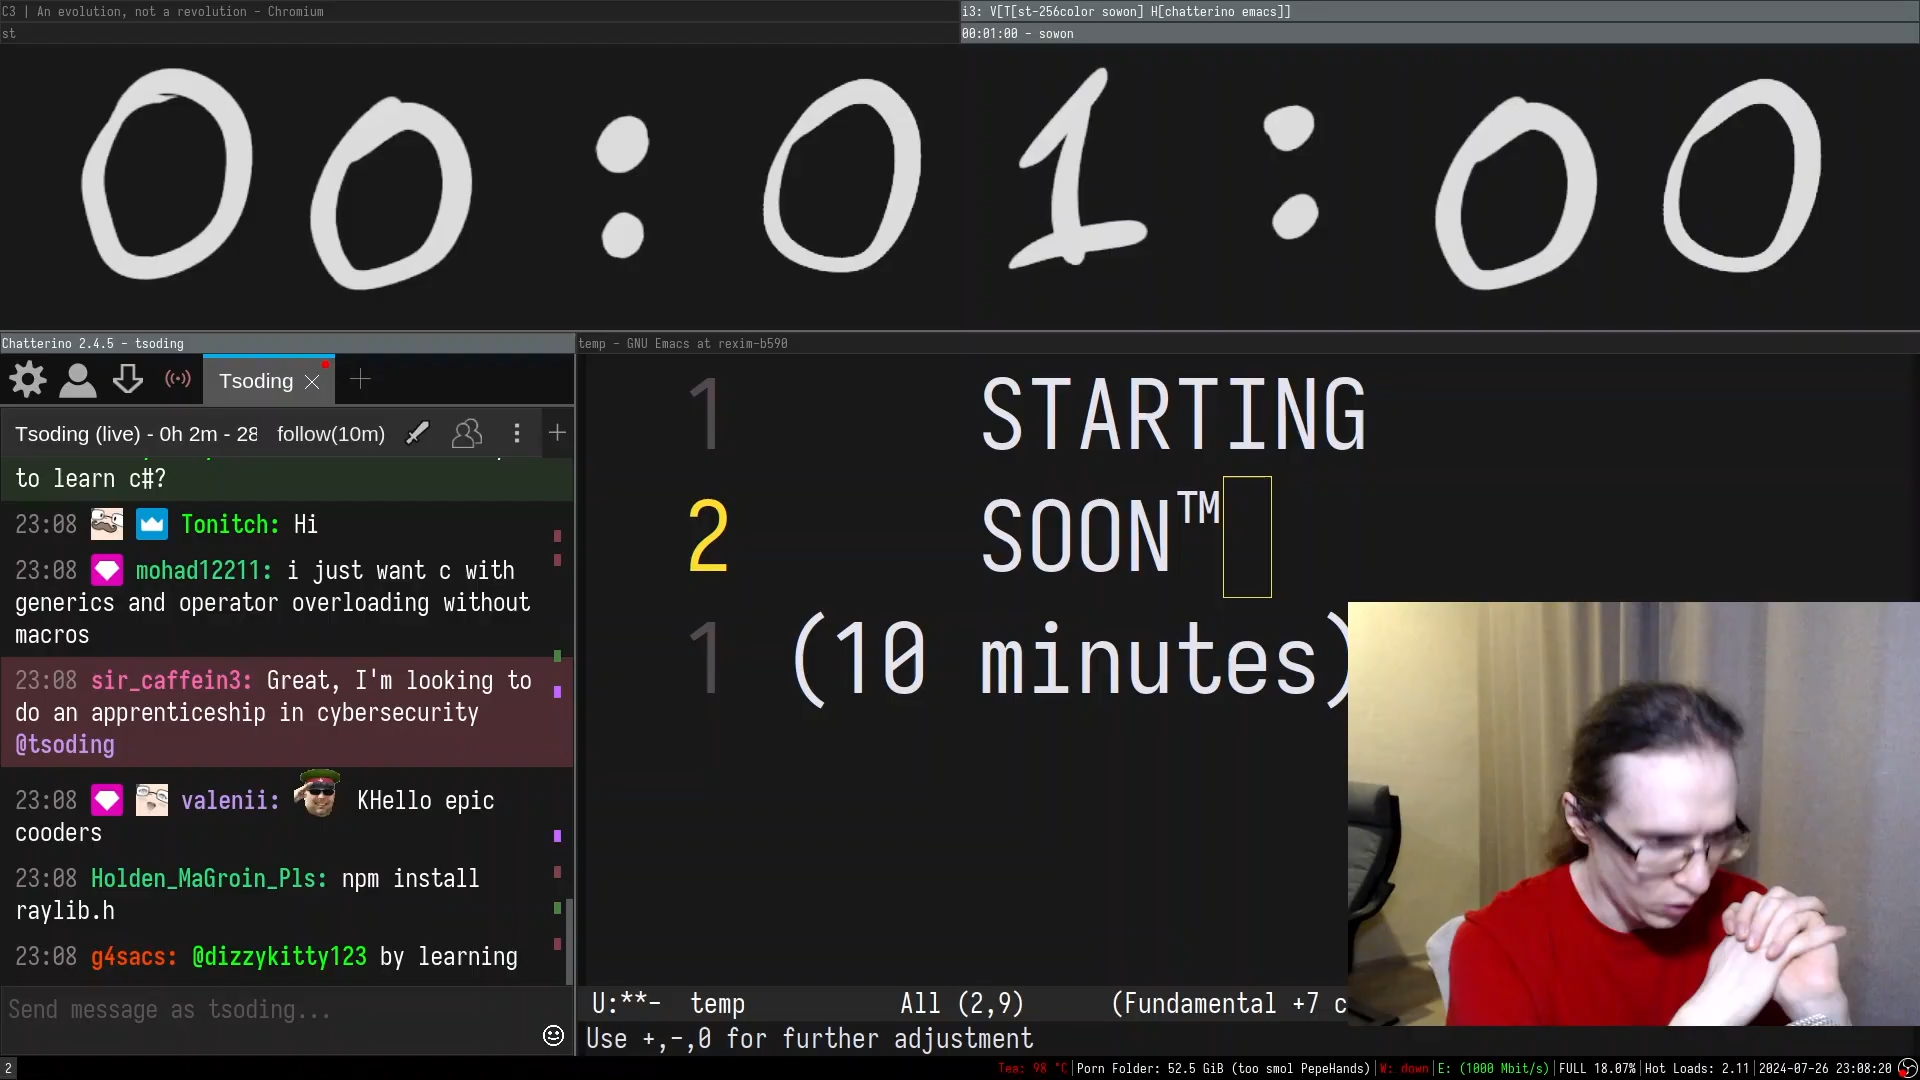 C3 | An evolution, not a revolution - Chromium
i3: V[T[st-256color sowon] H[chatterino emacs]]
st
00:01:00 - sowon
00:01:00
Chatterino 2.4.5 - tsoding
temp - GNU Emacs at rexim-b590
Tsoding
Tsoding (live) - 0h 2m - 28
follow(10m)
to learn c#?
23:08 Tonitch: Hi
23:08 mohad12211: i just want c with
generics and operator overloading without
macros
23:08 sir_caffein3: Great, I'm looking to
do an apprenticeship in cybersecurity
@tsoding
23:08 valenii: KHello epic
cooders
23:08 Holden_MaGroin_Pls: npm install
raylib.h
23:08 g4sacs: @dizzykitty123 by learning
Send message as tsoding...
1 STARTING
2 SOON™
1 (10 minutes)
U:**- temp All (2,9) (Fundamental +7 c
Use +,-,0 for further adjustment
2
Tea: 98 °C|Porn Folder: 52.5 GiB (too smol PepeHands)|W: down|E: (1000 Mbit/s)|FULL 18.07%|Hot Loads: 2.11|2024-07-26 23:08:20